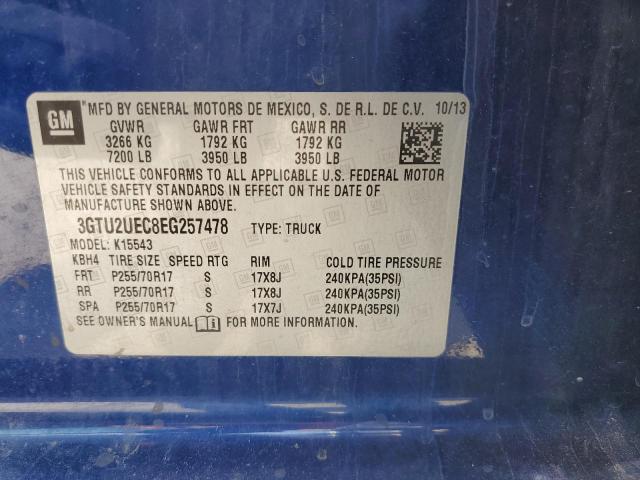 GM MFD BY GENERAL MOTORS DE MEXICO, S. DE R.L. DE C.V. 10/13
GVWR GAWR FRT GAWR RR
3266 KG 1792 KG 1792 KG
7200 LB 3950 LB 3950 LB
THIS VEHICLE CONFORMS TO ALL APPLICABLE U.S. FEDERAL MOTOR
VEHICLE SAFETY STANDARDS IN EFFECT ON THE DATE OF
MANUFACTURE SHOWN ABOVE.
3GTU2UEC8EG257478 TYPE: TRUCK
MODEL: K15543
KBH4 TIRE SIZE SPEED RTG RIM COLD TIRE PRESSURE
FRT P255/70R17 S 17X8J 240KPA(35PSI)
RR P255/70R17 S 17X8J 240KPA(35PSI)
SPA P255/70R17 S 17X7J 240KPA(35PSI)
SEE OWNER'S MANUAL FOR MORE INFORMATION.